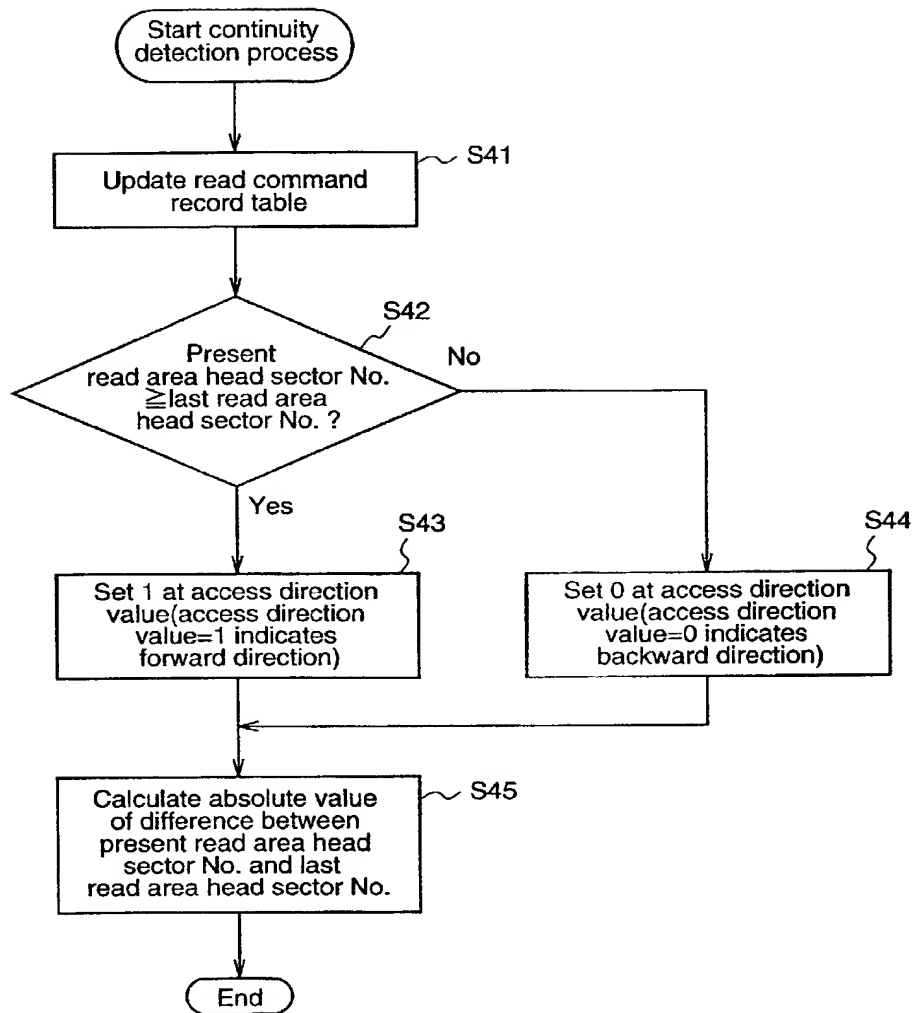 Start continuity
detection process
S41
Update read command
record table
S42
Present
read area head sector No.
≧last read area
head sector No. ?
No
Yes
S43
Set 1 at access direction
value(access direction
value=1 indicates
forward direction)
S44
Set 0 at access direction
value(access direction
value=0 indicates
backward direction)
S45
Calculate absolute value
of difference between
present read area head
sector No. and last
read area head sector No.
End